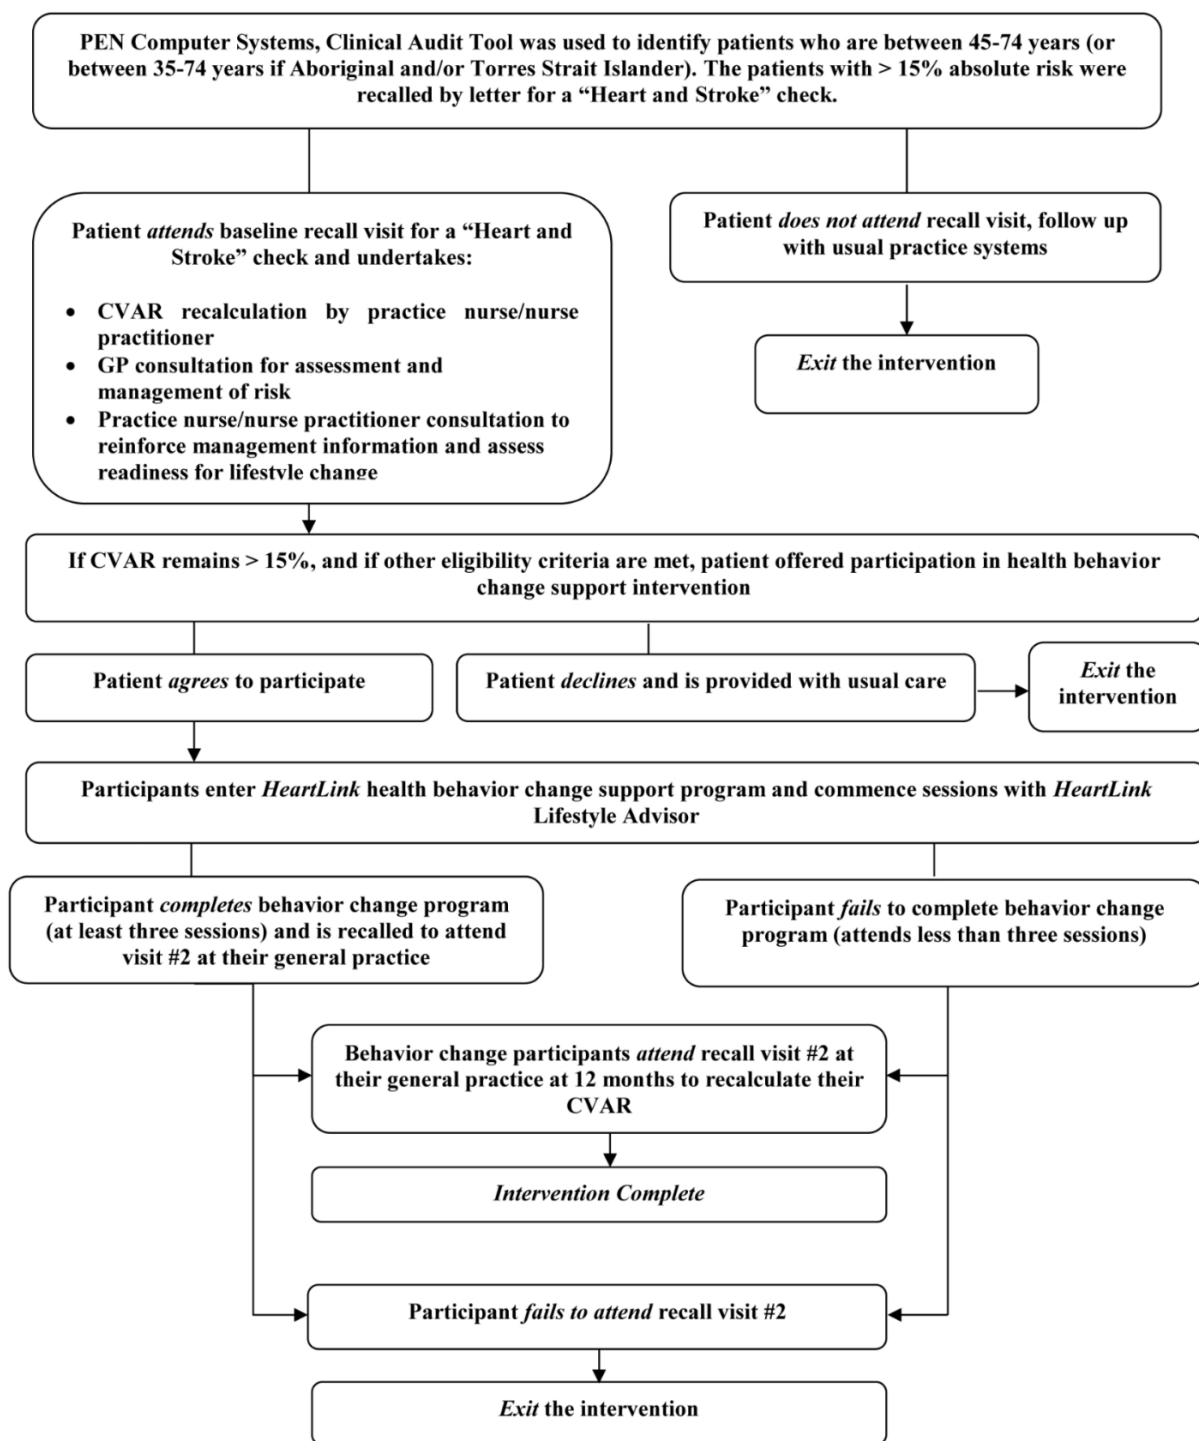 PEN Computer Systems, Clinical Audit Tool was used to identify patients who are between 45-74 years (or
between 35-74 years if Aboriginal and/or Torres Strait Islander). The patients with > 15% absolute risk were
recalled by letter for a “Heart and Stroke” check.
Patient attends baseline recall visit for a “Heart and
Stroke” check and undertakes:
• CVAR recalculation by practice nurse/nurse
practitioner
• GP consultation for assessment and
management of risk
• Practice nurse/nurse practitioner consultation to
reinforce management information and assess
readiness for lifestyle change
Patient does not attend recall visit, follow up
with usual practice systems
Exit the intervention
If CVAR remains > 15%, and if other eligibility criteria are met, patient offered participation in health behavior
change support intervention
Patient agrees to participate
Patient declines and is provided with usual care
Exit the
intervention
Participants enter HeartLink health behavior change support program and commence sessions with HeartLink
Lifestyle Advisor
Participant completes behavior change program
(at least three sessions) and is recalled to attend
visit #2 at their general practice
Participant fails to complete behavior change
program (attends less than three sessions)
Behavior change participants attend recall visit #2 at
their general practice at 12 months to recalculate their
CVAR
Intervention Complete
Participant fails to attend recall visit #2
Exit the intervention